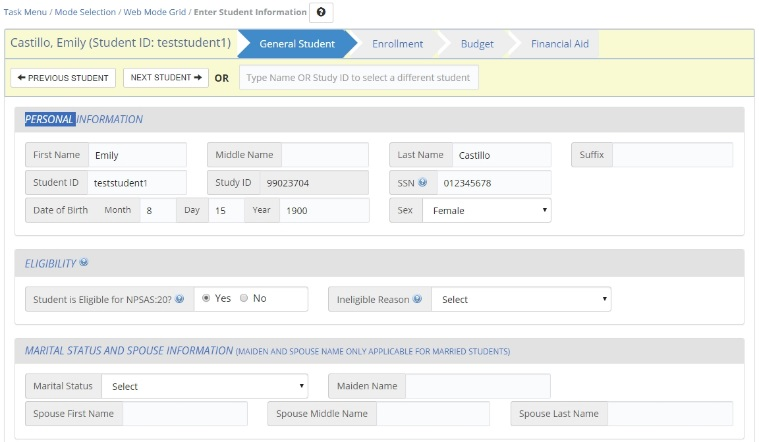 Task Menu / Mode Selection / Web Mode Grid / Enter Student Information ?
Castillo, Emily (Student ID: teststudent1) General Student Enrollment Budget Financial Aid
PREVIOUS STUDENT NEXT STUDENT OR Type Name OR Study ID to select a different student
PERSONAL INFORMATION
First Name Emily Middle Name Last Name Castillo Suffix
Student ID teststudent1 Study ID 99023704 SSN ? 012345678
Date of Birth Month 8 Day 15 Year 1900 Sex Female
ELIGIBILITY ?
Student is Eligible for NPSAS:20? ? Yes No Ineligible Reason ? Select
MARITAL STATUS AND SPOUSE INFORMATION (MAIDEN AND SPOUSE NAME ONLY APPLICABLE FOR MARRIED STUDENTS)
Marital Status Select Maiden Name
Spouse First Name Spouse Middle Name Spouse Last Name